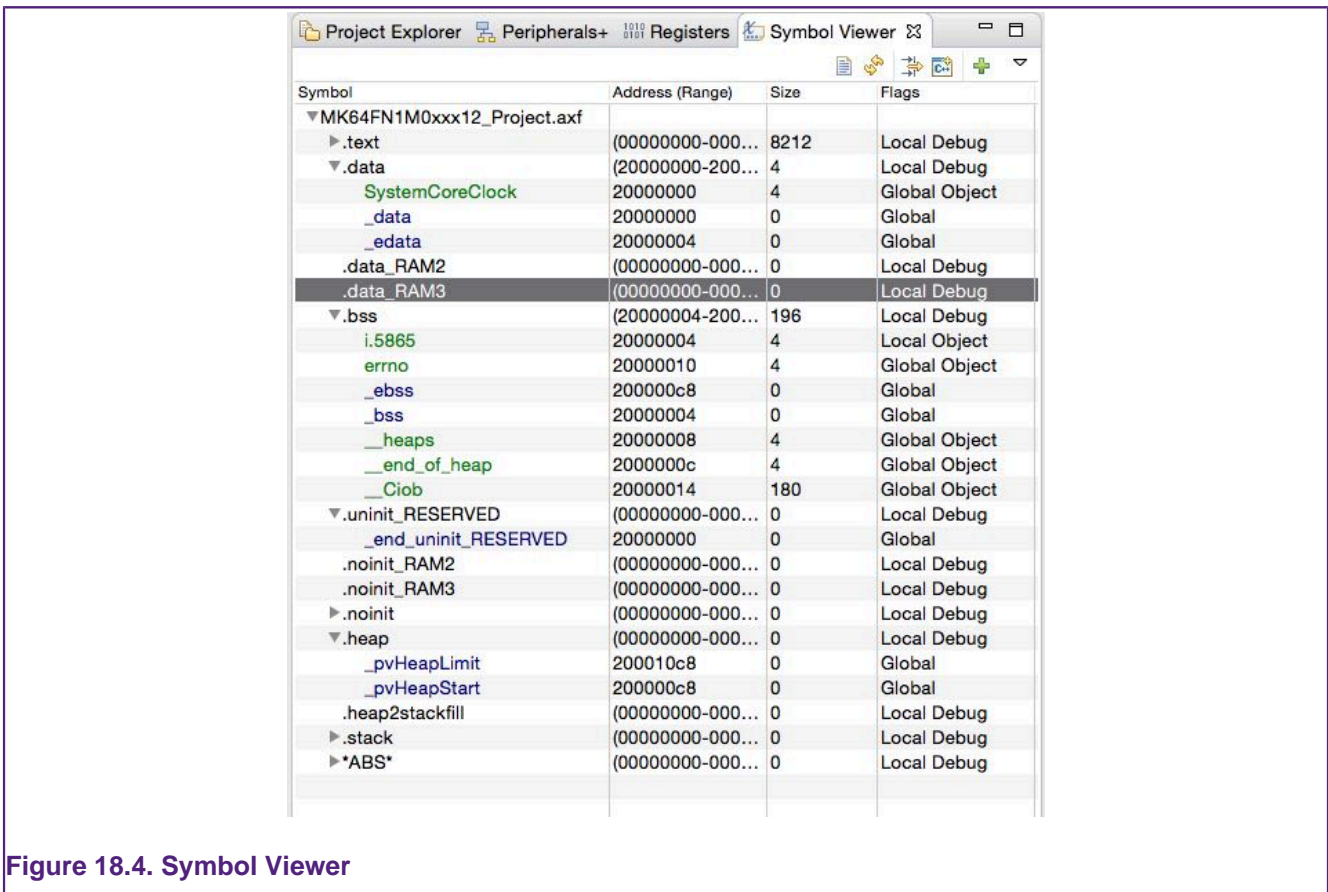 Project Explorer Peripherals+ Registers Symbol Viewer
Symbol Address (Range) Size Flags
MK64FN1M0xxx12_Project.axf
.text (00000000-000... 8212 Local Debug
.data (20000000-200... 4 Local Debug
SystemCoreClock 20000000 4 Global Object
_data 20000000 0 Global
_edata 20000004 0 Global
.data_RAM2 (00000000-000... 0 Local Debug
.data_RAM3 (00000000-000... 0 Local Debug
.bss (20000004-200... 196 Local Debug
i.5865 20000004 4 Local Object
errno 20000010 4 Global Object
_ebss 200000c8 0 Global
_bss 20000004 0 Global
__heaps 20000008 4 Global Object
__end_of_heap 2000000c 4 Global Object
__Ciob 20000014 180 Global Object
.uninit_RESERVED (00000000-000... 0 Local Debug
_end_uninit_RESERVED 20000000 0 Global
.noinit_RAM2 (00000000-000... 0 Local Debug
.noinit_RAM3 (00000000-000... 0 Local Debug
.noinit (00000000-000... 0 Local Debug
.heap (00000000-000... 0 Local Debug
_pvHeapLimit 200010c8 0 Global
_pvHeapStart 200000c8 0 Global
.heap2stackfill (00000000-000... 0 Local Debug
.stack (00000000-000... 0 Local Debug
*ABS* (00000000-000... 0 Local Debug
Figure 18.4. Symbol Viewer